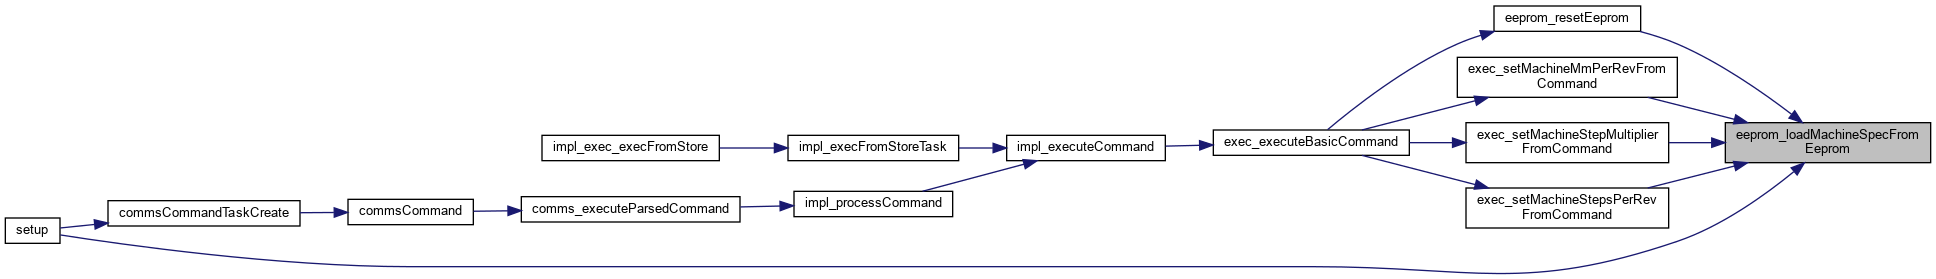 eeprom_resetEeprom
exec_setMachineMmPerRevFrom
Command
eeprom_loadMachineSpecFrom
Eeprom
exec_setMachineStepMultiplier
FromCommand
exec_executeBasicCommand
impl_executeCommand
impl_execFromStoreTask
impl_exec_execFromStore
exec_setMachineStepsPerRev
FromCommand
impl_processCommand
comms_executeParsedCommand
commsCommand
commsCommandTaskCreate
setup